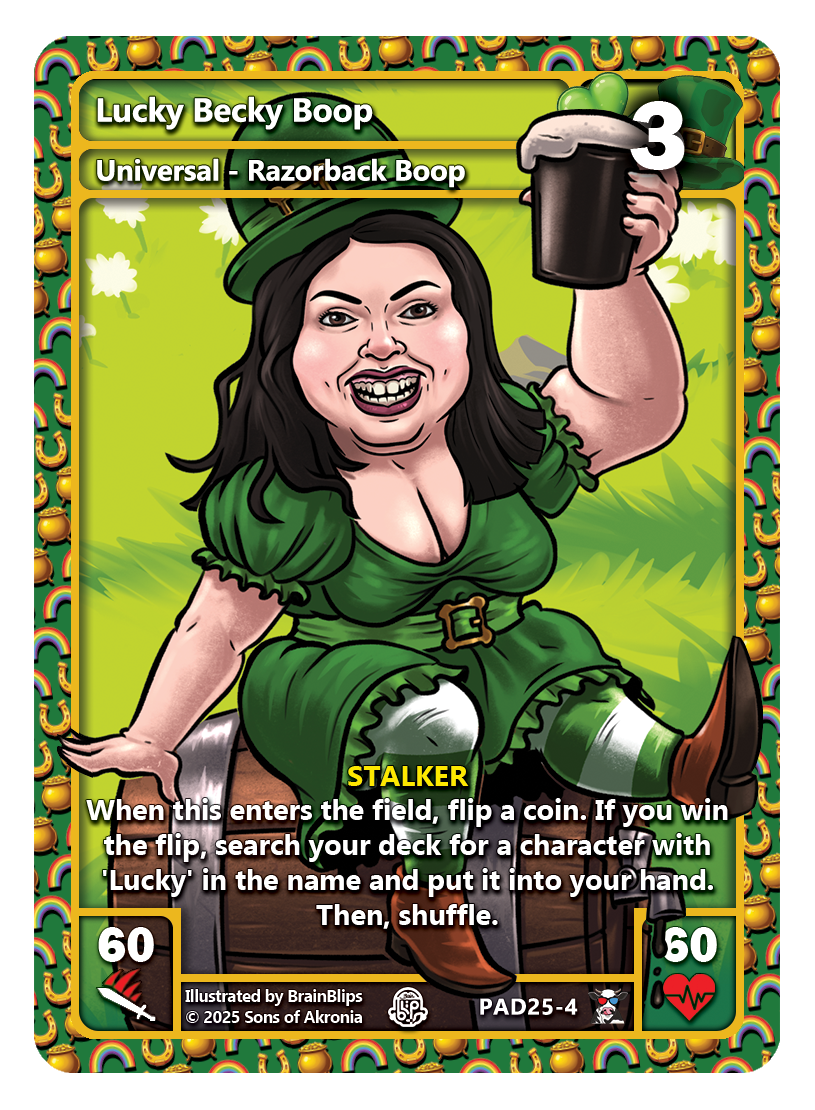 Lucky Becky Boop
3
Universal - Razorback Boop
STALKER
When this enters the field, flip a coin. If you win
the flip, search your deck for a character with
'Lucky' in the name and put it into your hand.
Then, shuffle.
60
60
Illustrated by BrainBlips
© 2025 Sons of Akronia
blip
PAD25-4